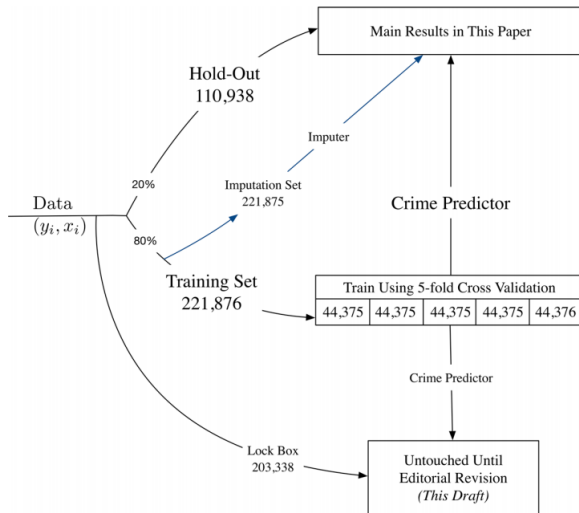 Main Results in This Paper
Hold-Out
110,938
Imputer
20%
Imputation Set
221,875
Data
(y_i, x_i)
80%
Crime Predictor
Training Set
221,876
Train Using 5-fold Cross Validation
44,375 44,375 44,375 44,375 44,376
Crime Predictor
Lock Box
203,338
Untouched Until
Editorial Revision
(This Draft)